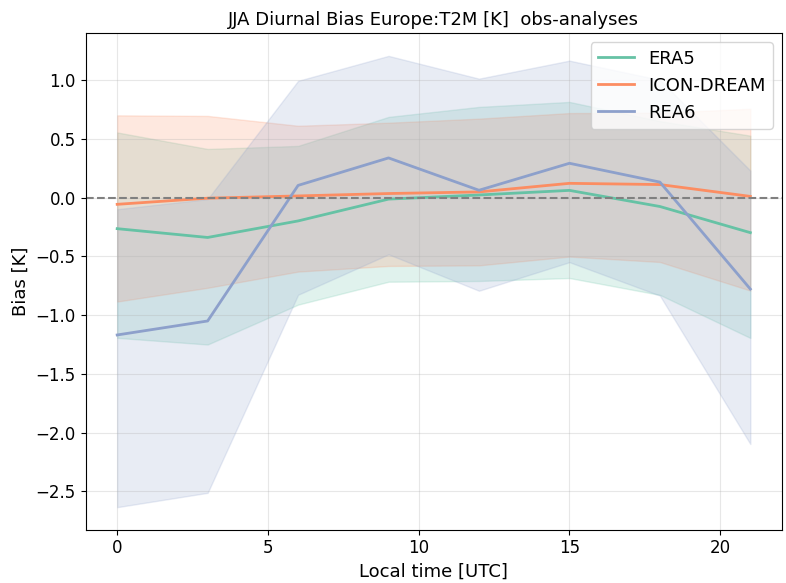 JJA Diurnal Bias Europe:T2M [K]  obs-analyses
ERA5
ICON-DREAM
REA6
Bias [K]
1.0
0.5
0.0
−0.5
−1.0
−1.5
−2.0
−2.5
0 5 10 15 20
Local time [UTC]